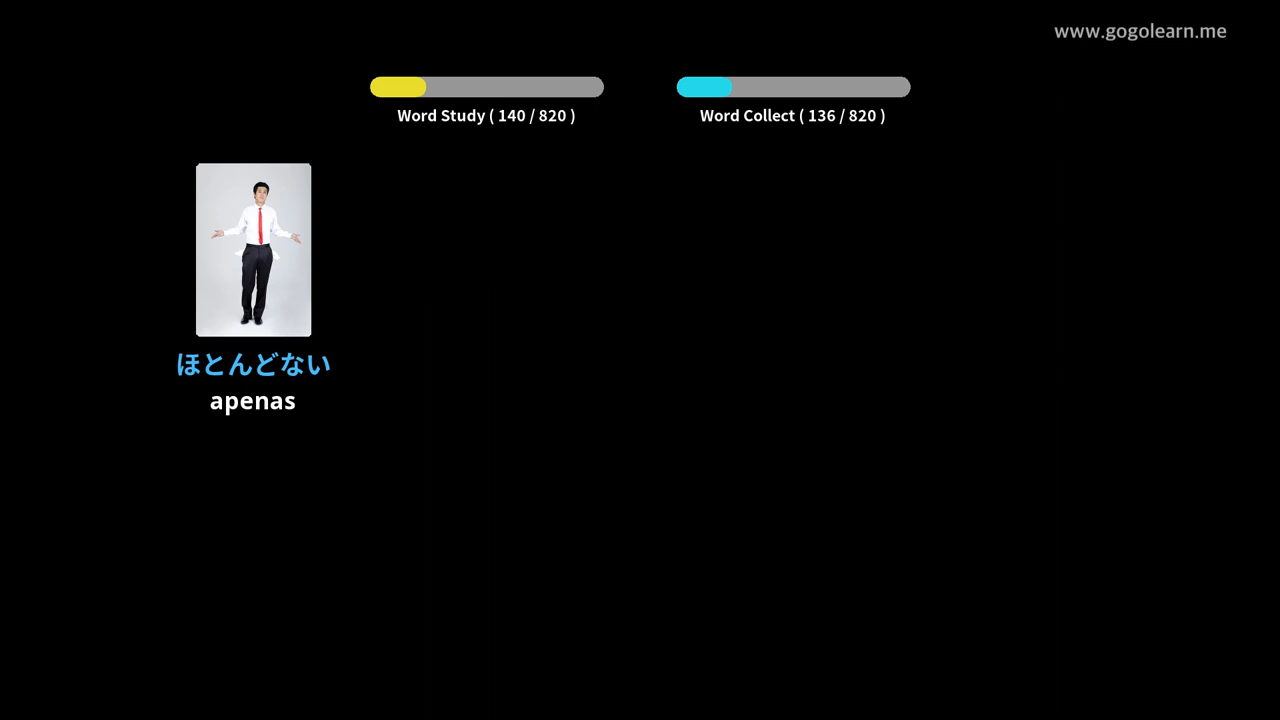 www.gogolearn.me
Word Study ( 140 / 820 )
Word Collect ( 136 / 820 )
ほとんどない
apenas